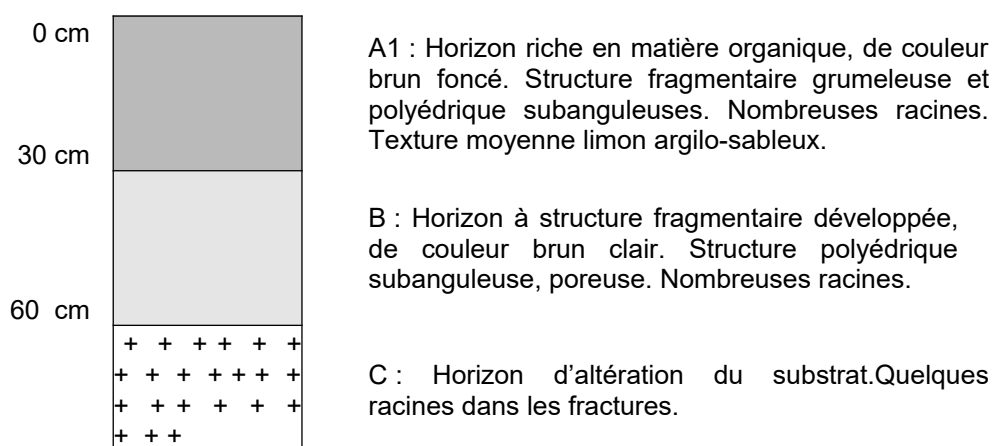 0 cm
A1 : Horizon riche en matière organique, de couleur
brun foncé. Structure fragmentaire grumeleuse et
polyédrique subanguleuses. Nombreuses racines.
Texture moyenne limon argilo-sableux.
30 cm
B : Horizon à structure fragmentaire développée,
de couleur brun clair. Structure polyédrique
subanguleuse, poreuse. Nombreuses racines.
60 cm
C : Horizon d'altération du substrat.Quelques
racines dans les fractures.